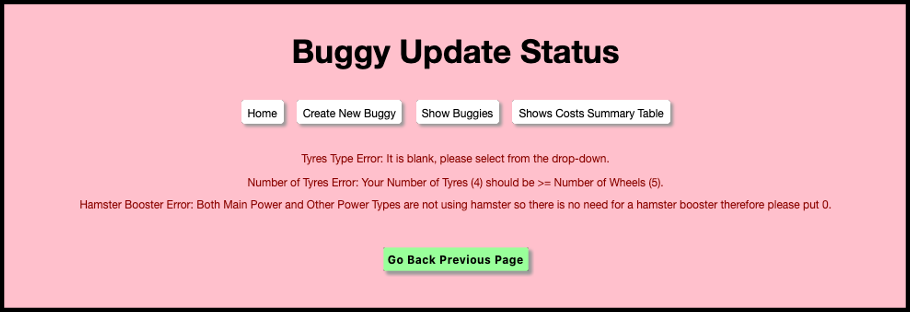 Buggy Update Status
Home Create New Buggy Show Buggies Shows Costs Summary Table
Tyres Type Error: It is blank, please select from the drop-down.
Number of Tyres Error: Your Number of Tyres (4) should be >= Number of Wheels (5).
Hamster Booster Error: Both Main Power and Other Power Types are not using hamster so there is no need for a hamster booster therefore please put 0.
Go Back Previous Page